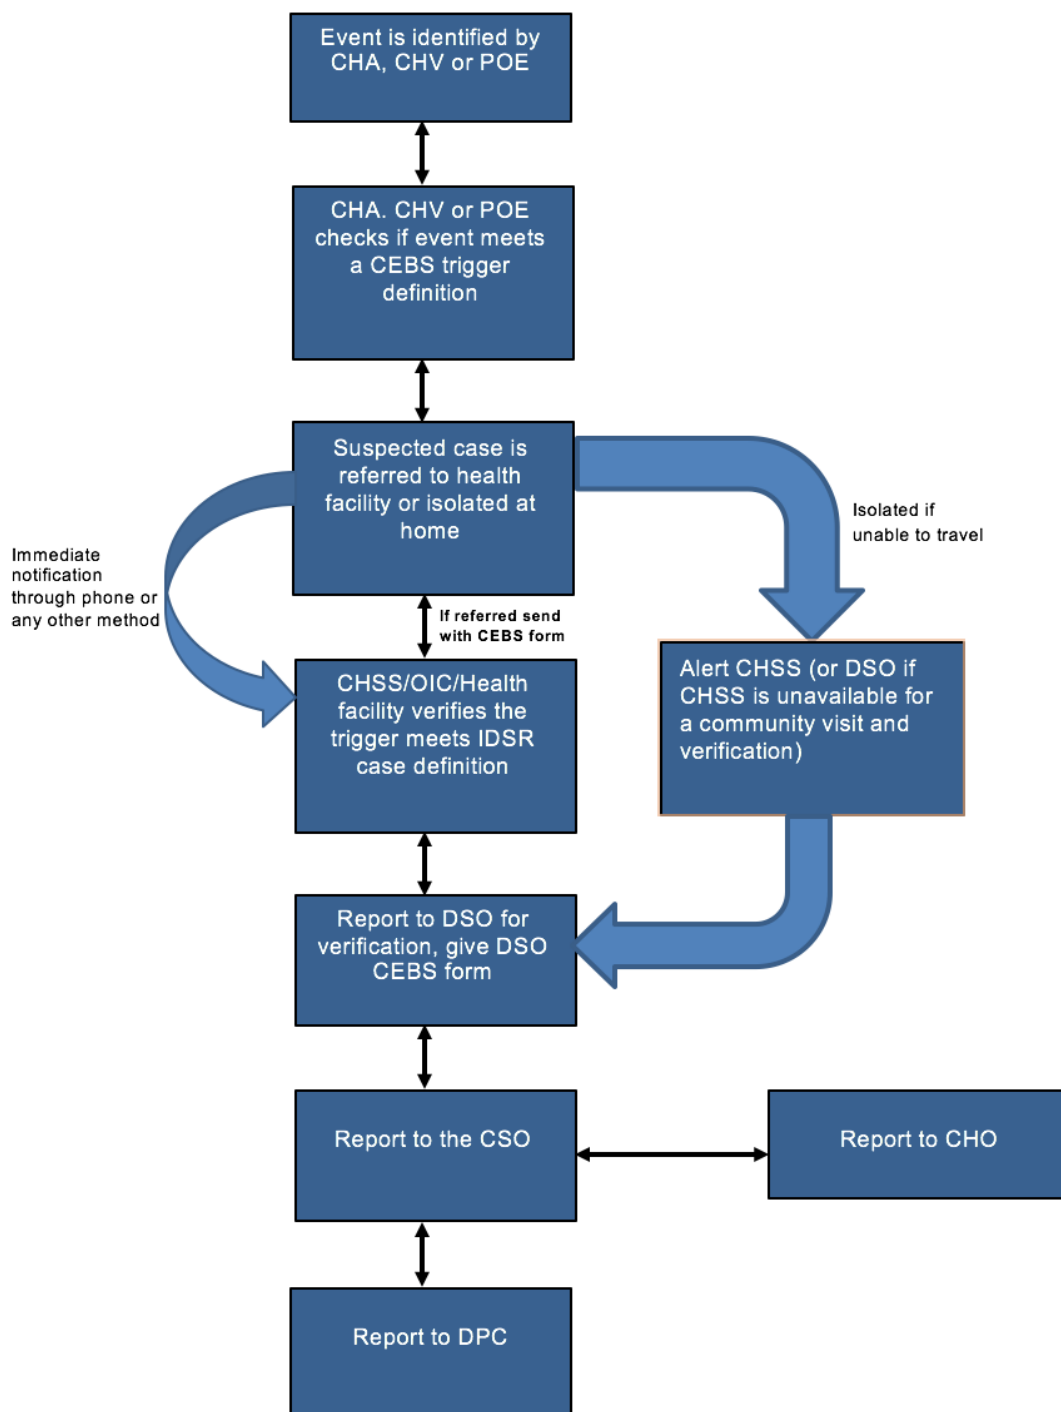 Event is identified by
CHA, CHV or POE
CHA. CHV or POE
checks if event meets
a CEBS trigger
definition
Suspected case is
referred to health
facility or isolated at
home
Isolated if
unable to travel
Immediate
notification
through phone or
any other method
If referred send
with CEBS form
CHSS/OIC/Health
facility verifies the
trigger meets IDSR
case definition
Alert CHSS (or DSO if
CHSS is unavailable for
a community visit and
verification)
Report to DSO for
verification, give DSO
CEBS form
Report to the CSO
Report to CHO
Report to DPC